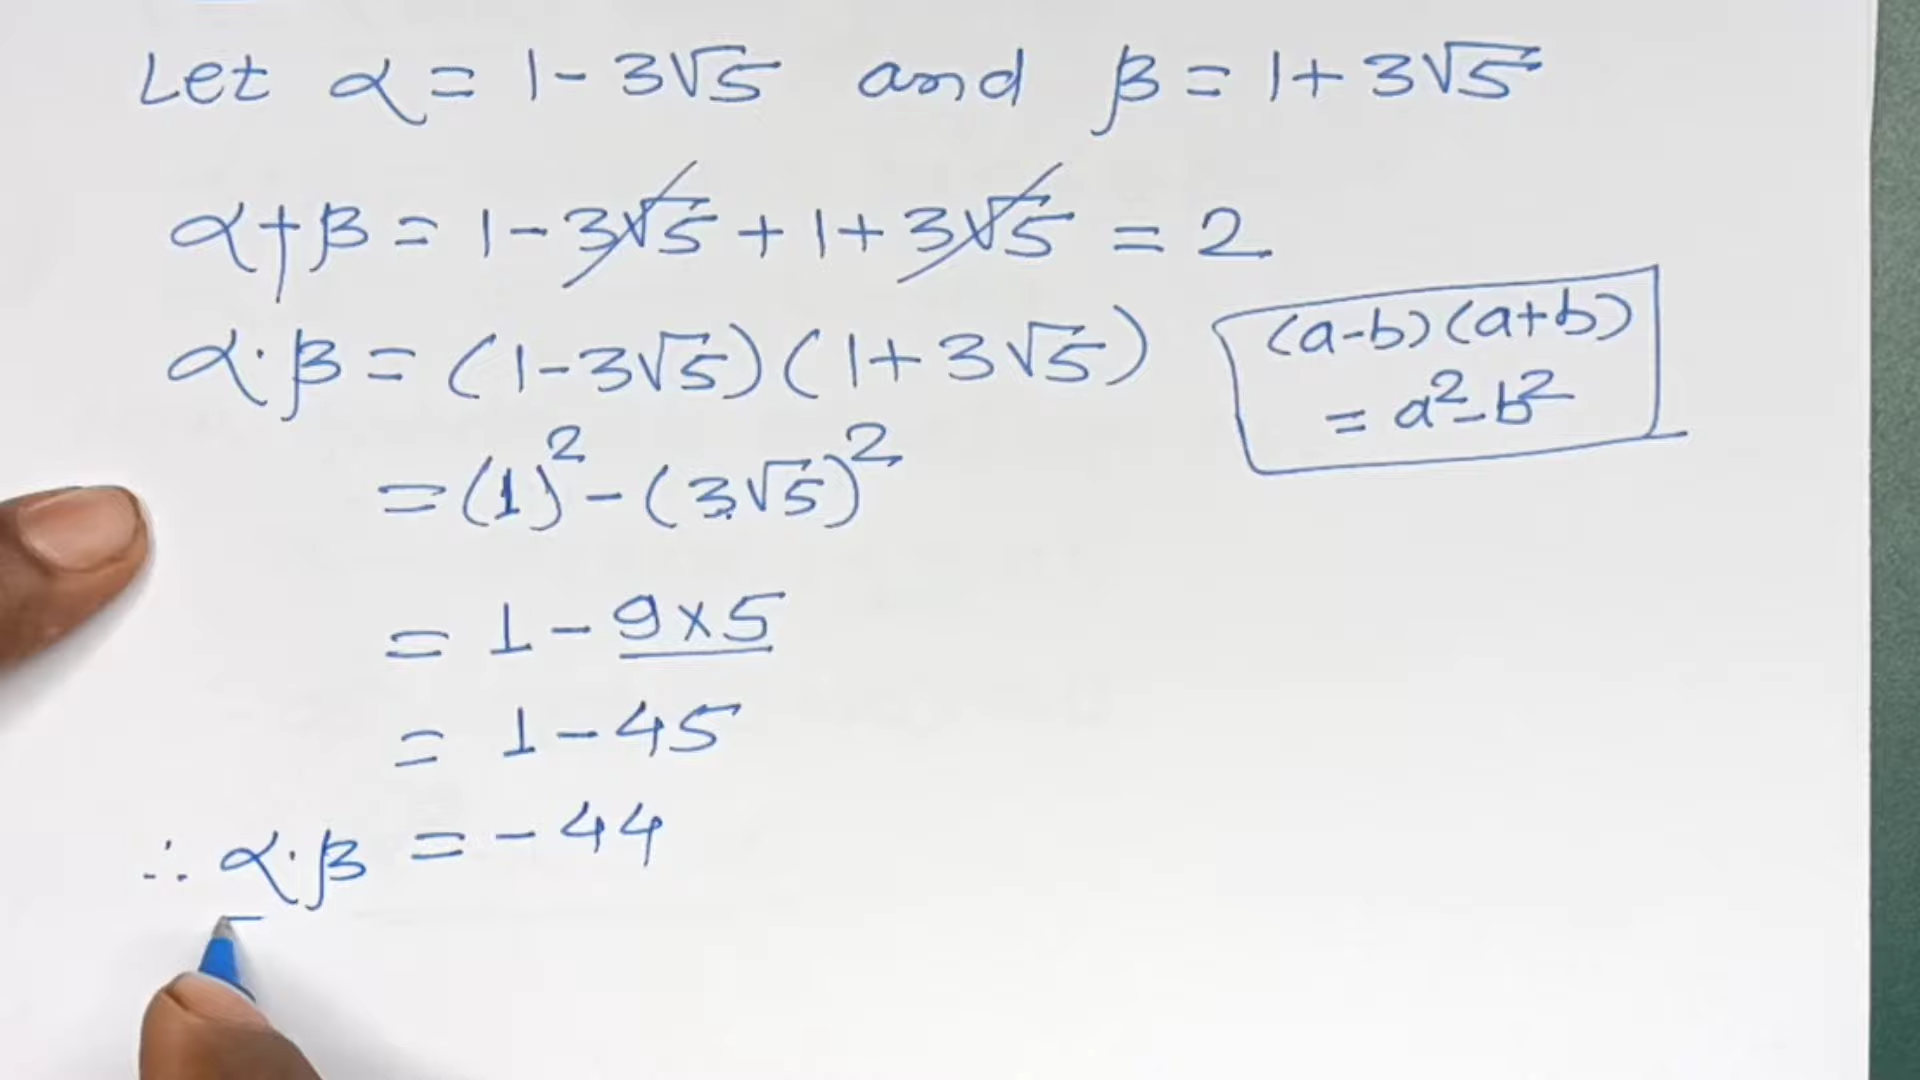 Let α = 1 - 3√5 and β = 1 + 3√5
α + β = 1 - 3√5 + 1 + 3√5 = 2
α · β = (1 - 3√5) (1 + 3√5)
(a-b) (a+b)
= a² - b²
= (1)² - (3√5)²
= 1 - 9 × 5
= 1 - 45
∴ α · β = - 44